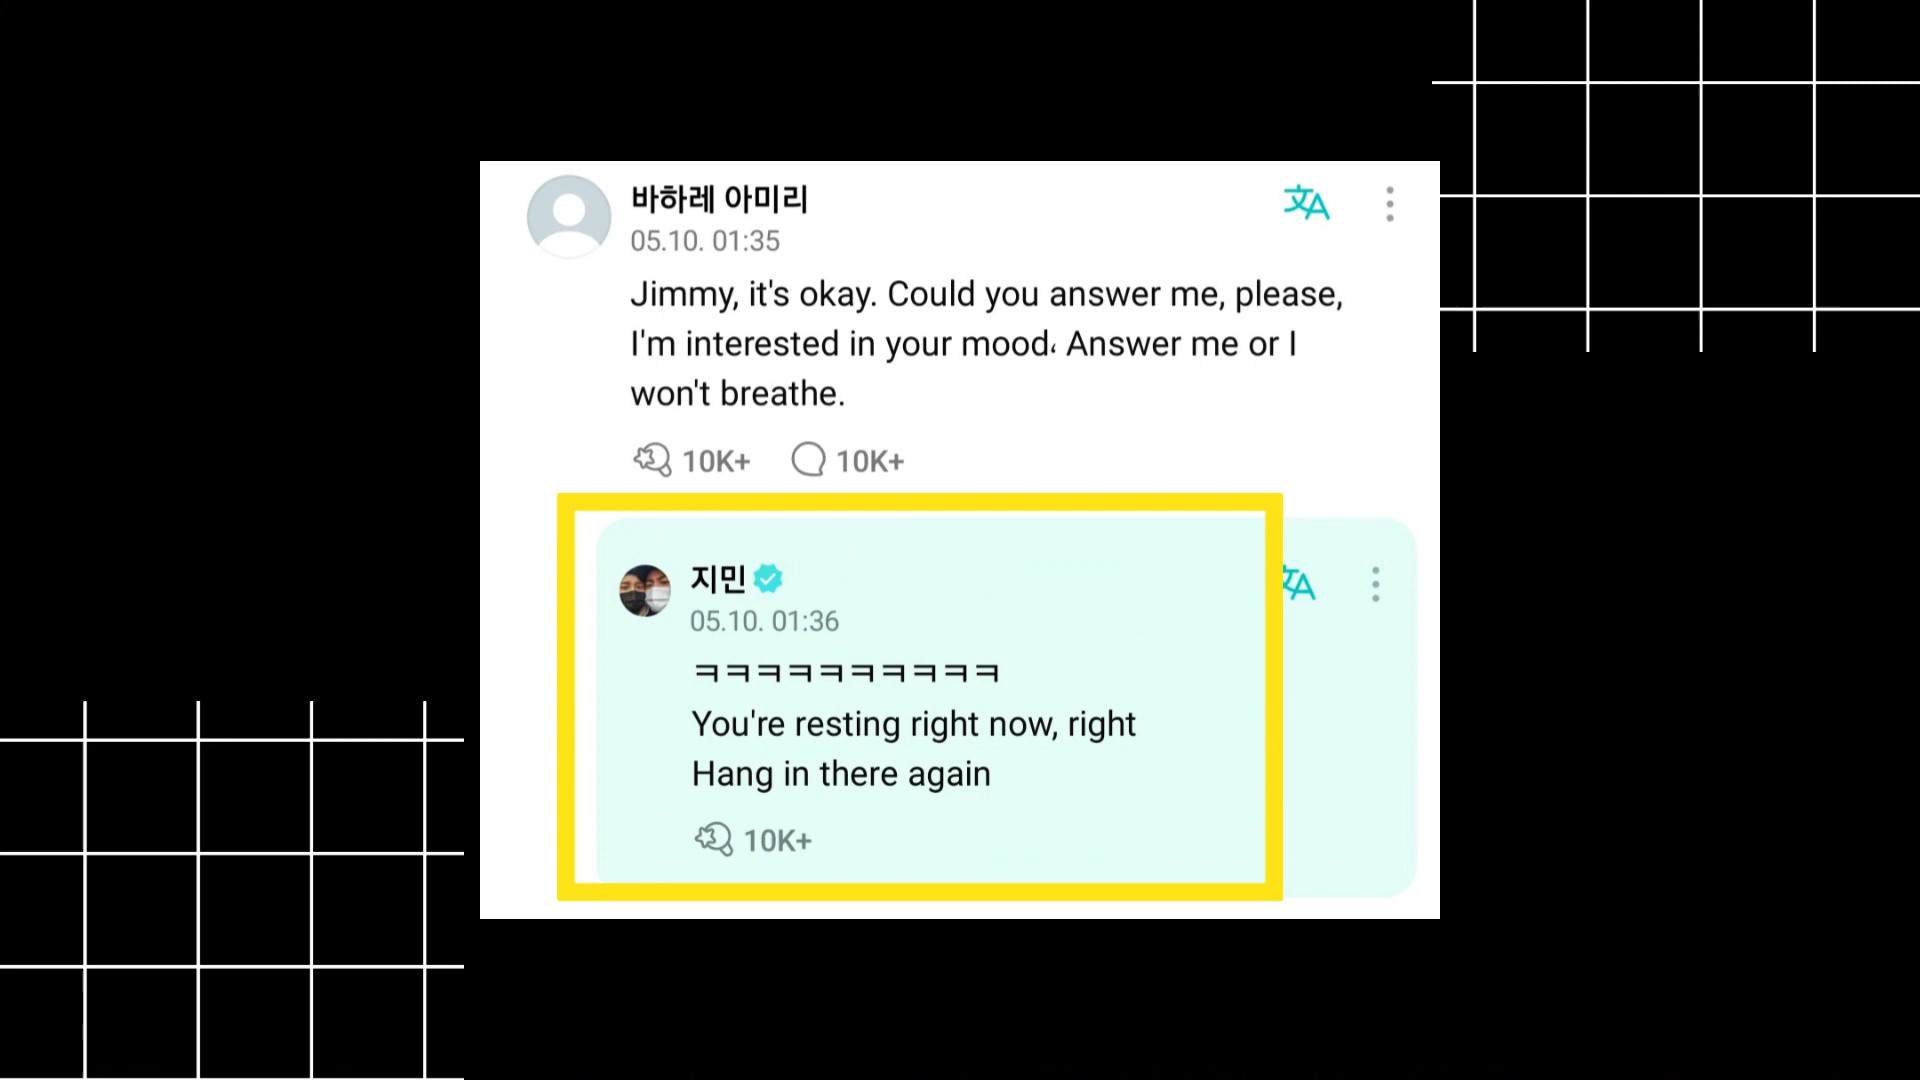 바하레 아미리
05.10. 01:35
Jimmy, it's okay. Could you answer me, please,
I'm interested in your mood، Answer me or I
won't breathe.
10K+ 10K+
지민
05.10. 01:36
ㅋㅋㅋㅋㅋㅋㅋㅋㅋㅋ
You're resting right now, right
Hang in there again
10K+